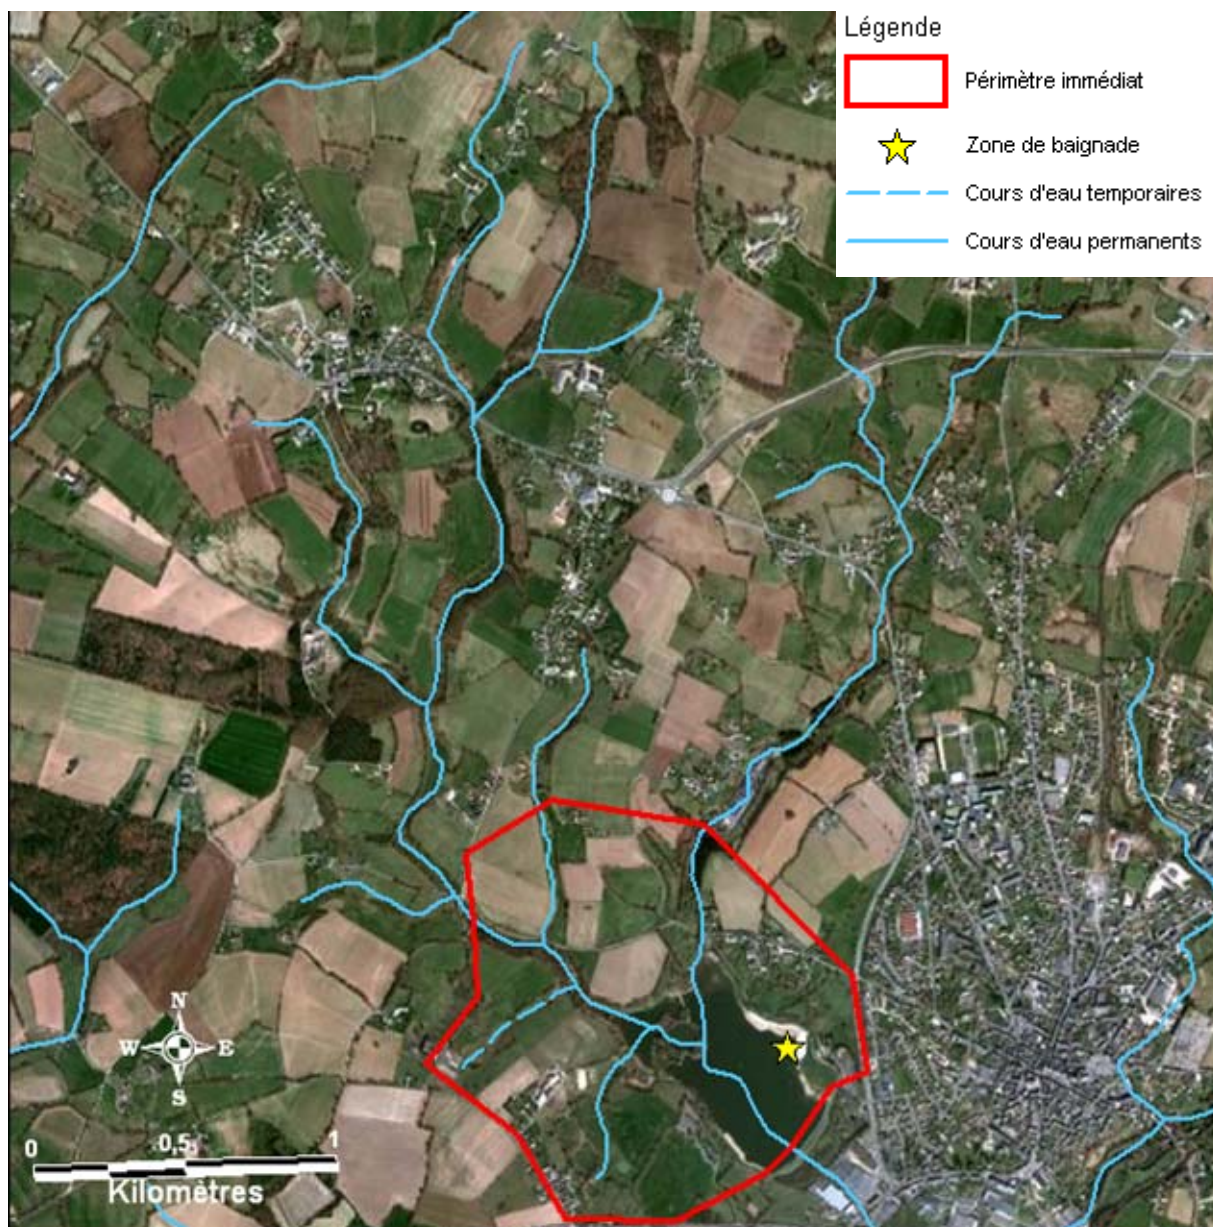 Légende
Périmètre immédiat
Zone de baignade
Cours d'eau temporaires
Cours d'eau permanents
N
W E
S
0 0,5 1
Kilomètres